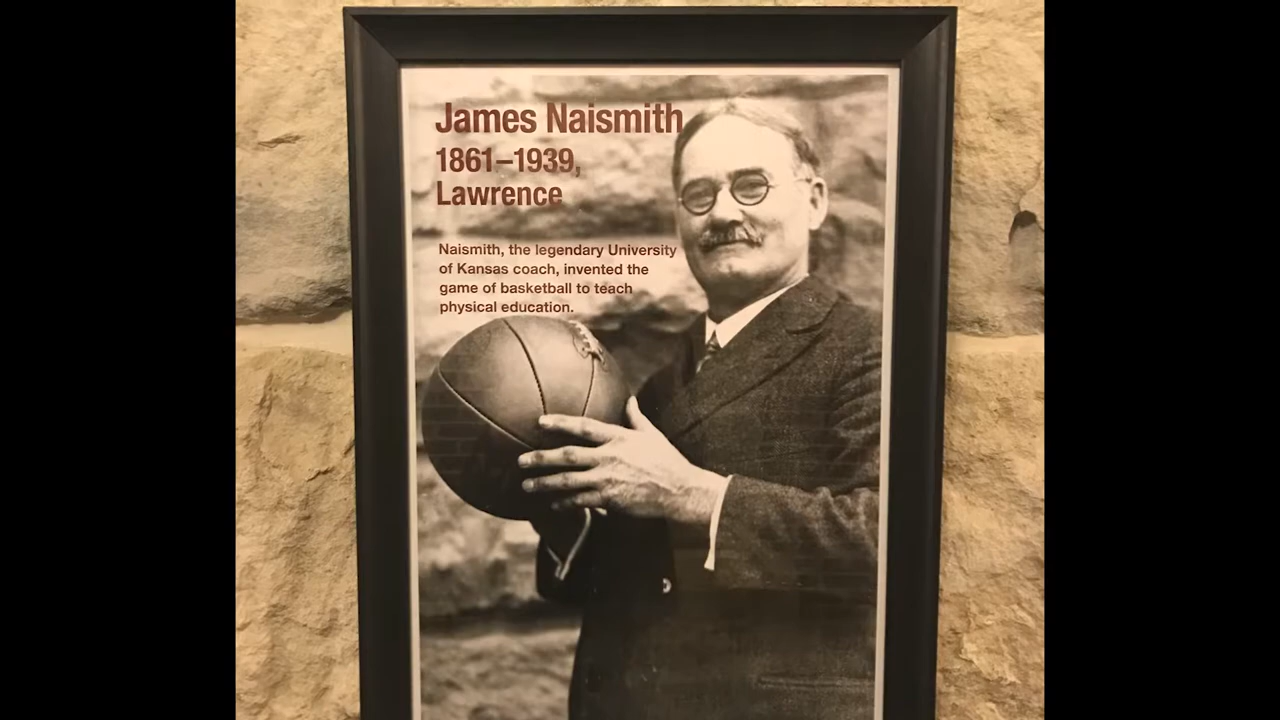 James Naismith
1861–1939,
Lawrence
Naismith, the legendary University
of Kansas coach, invented the
game of basketball to teach
physical education.